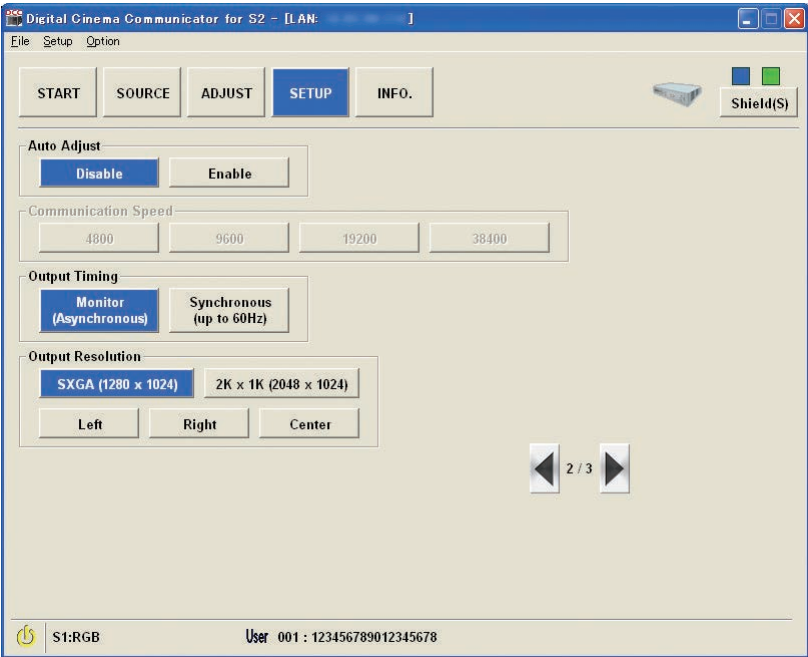 Digital Cinema Communicator for S2 - [LAN: ]
File Setup Option
START SOURCE ADJUST SETUP INFO. Shield(S)
Auto Adjust
Disable Enable
Communication Speed
4800 9600 19200 38400
Output Timing
Monitor (Asynchronous) Synchronous (up to 60Hz)
Output Resolution
SXGA (1280 x 1024) 2K x 1K (2048 x 1024)
Left Right Center
2 / 3
S1:RGB User 001 : 123456789012345678